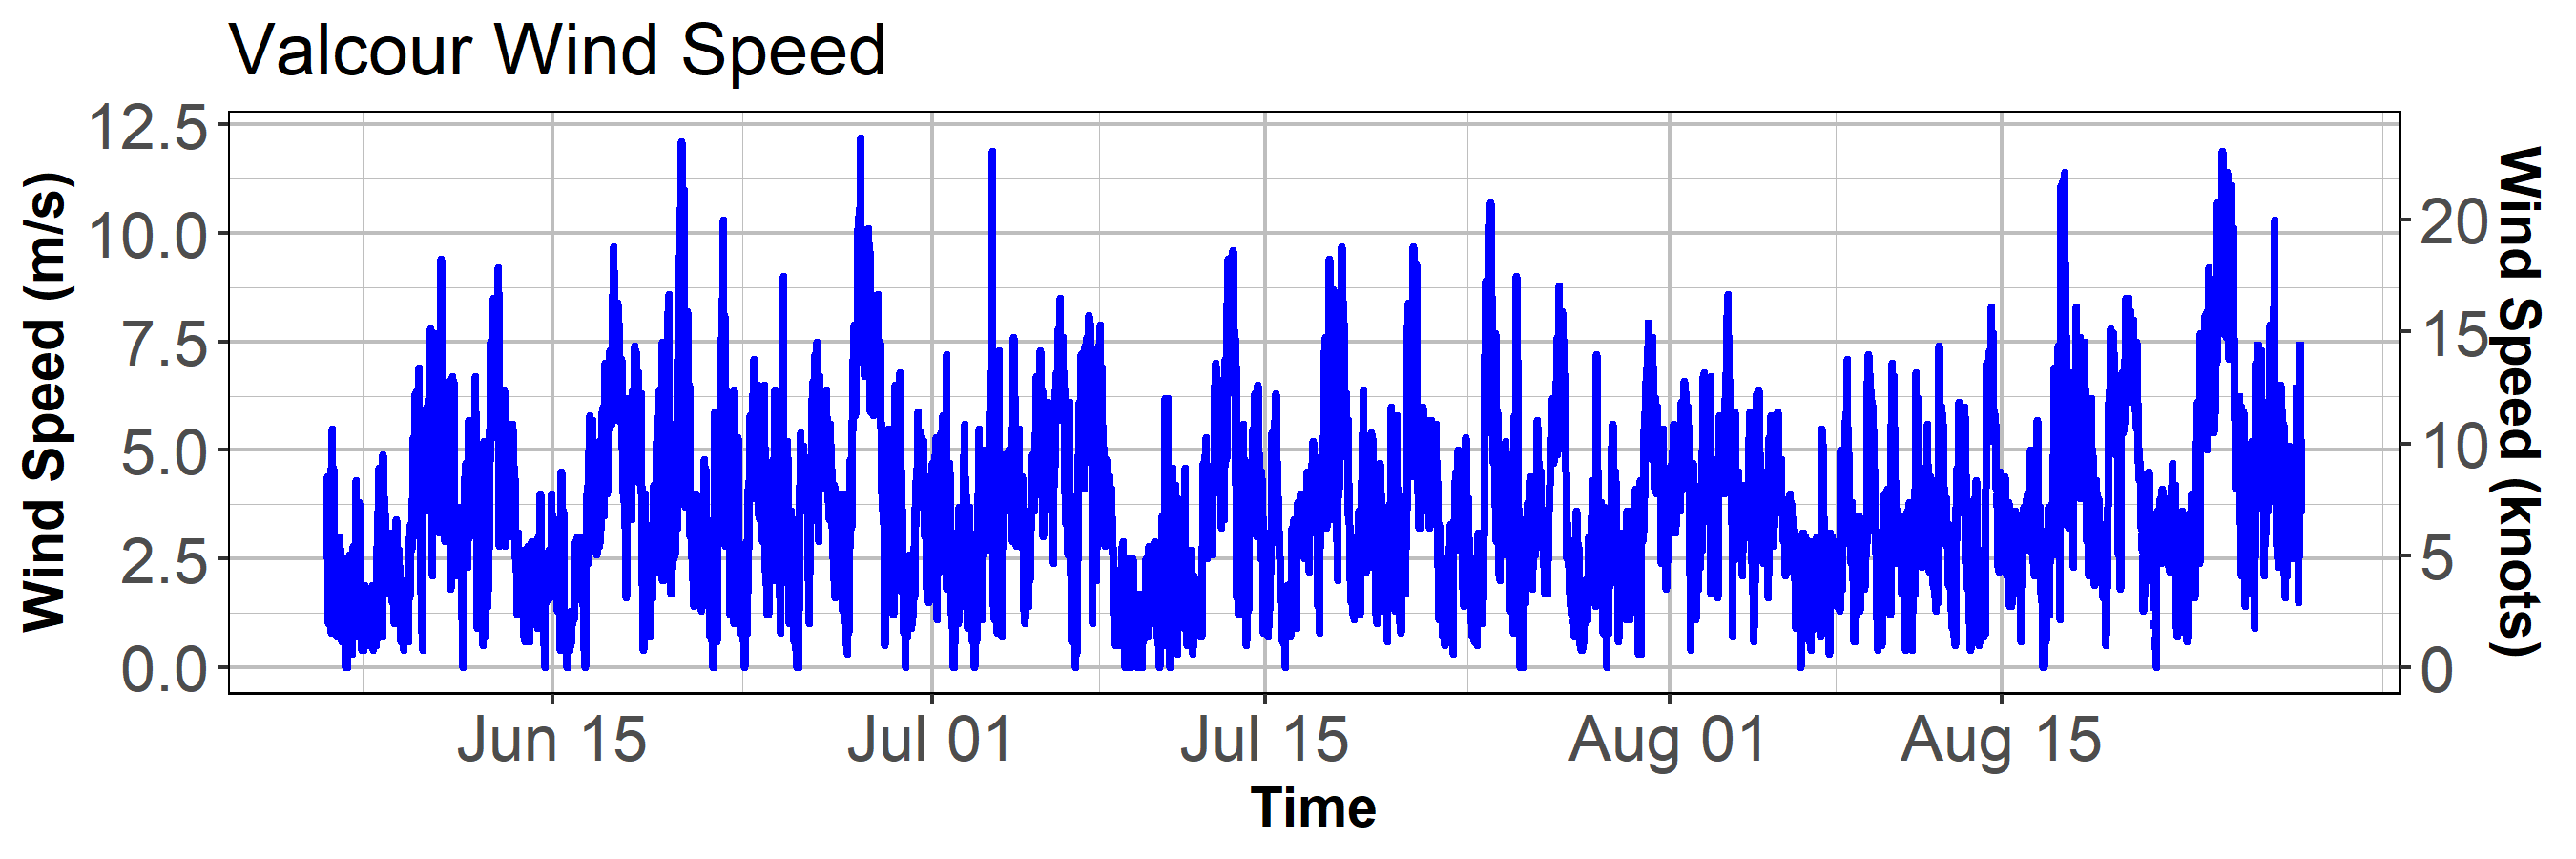 Valcour Wind Speed
12.5
10.0
7.5
5.0
2.5
0.0
Wind Speed (m/s)
20
15
10
5
0
Wind Speed (knots)
Jun 15 Jul 01 Jul 15 Aug 01 Aug 15
Time